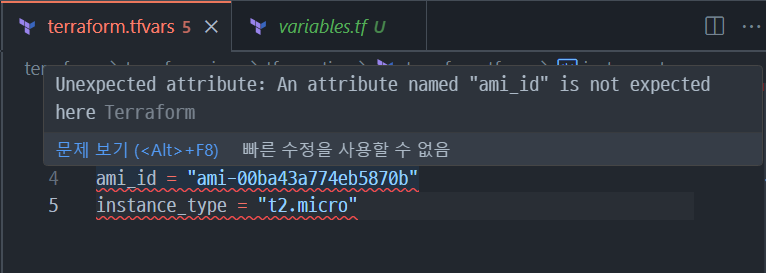 terraform.tfvars 5
variables.tf U
Unexpected attribute: An attribute named "ami_id" is not expected
here Terraform
문제 보기 (<Alt>+F8) 빠른 수정을 사용할 수 없음
4 ami_id = "ami-00ba43a774eb5870b"
5 instance_type = "t2.micro"